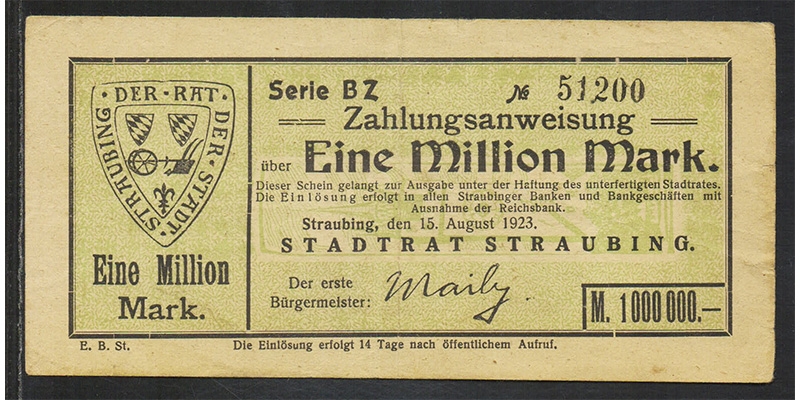 DER · RAT · DER · STADT · STRAUBING
Eine Million
Mark.
Serie BZ № 51200
Zahlungsanweisung
über Eine Million Mark.
Dieser Schein gelangt zur Ausgabe unter der Haftung des unterfertigten Stadtrates.
Die Einlösung erfolgt in allen Straubinger Banken und Bankgeschäften mit
Ausnahme der Reichsbank.
Straubing, den 15. August 1923.
STADTRAT STRAUBING.
Der erste
Bürgermeister:
M. 1000000.—
E. B. St. Die Einlösung erfolgt 14 Tage nach öffentlichem Aufruf.